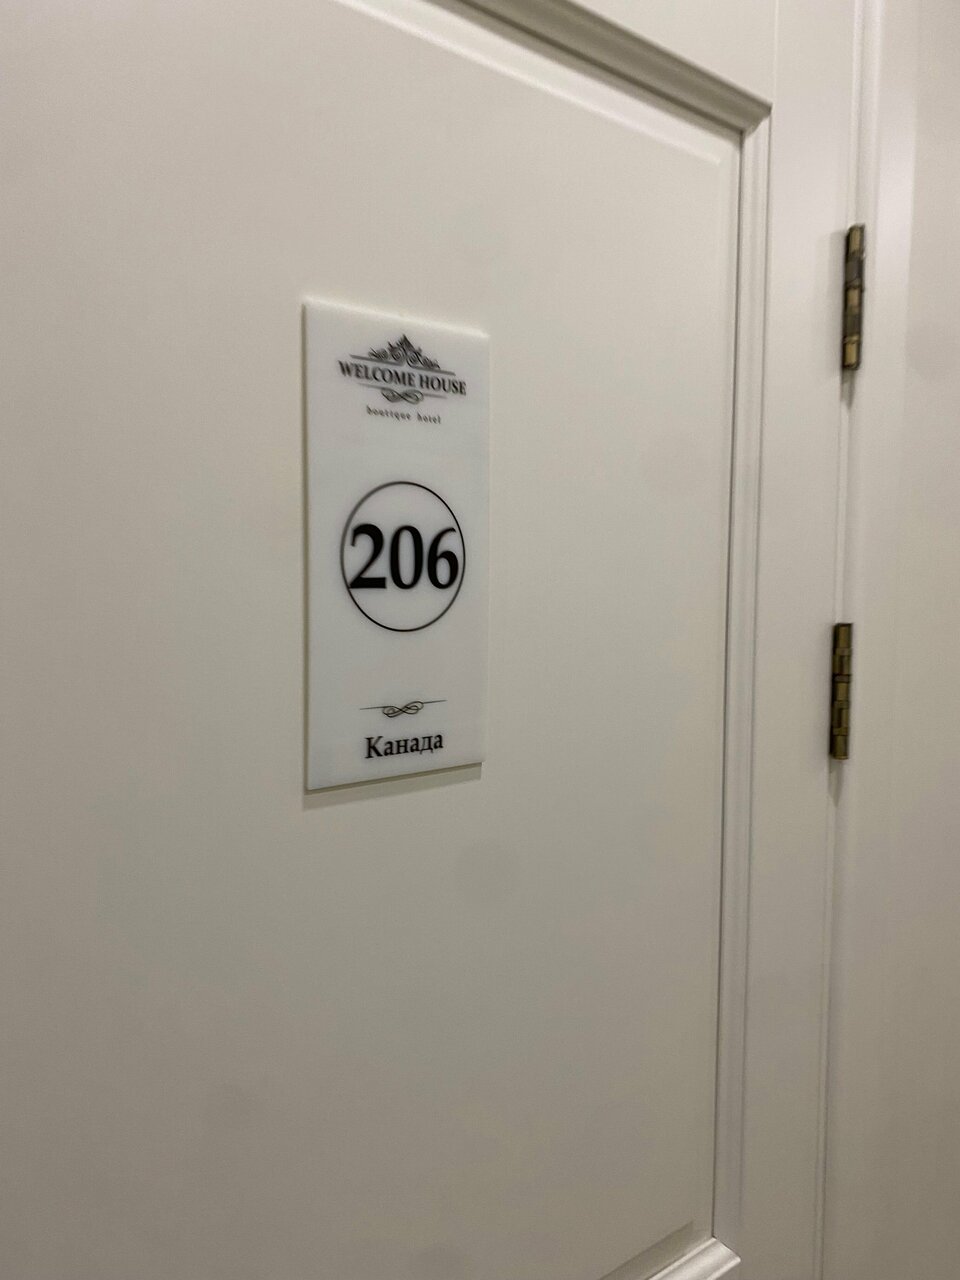 WELCOME HOUSE
boutique hotel
206
Канада